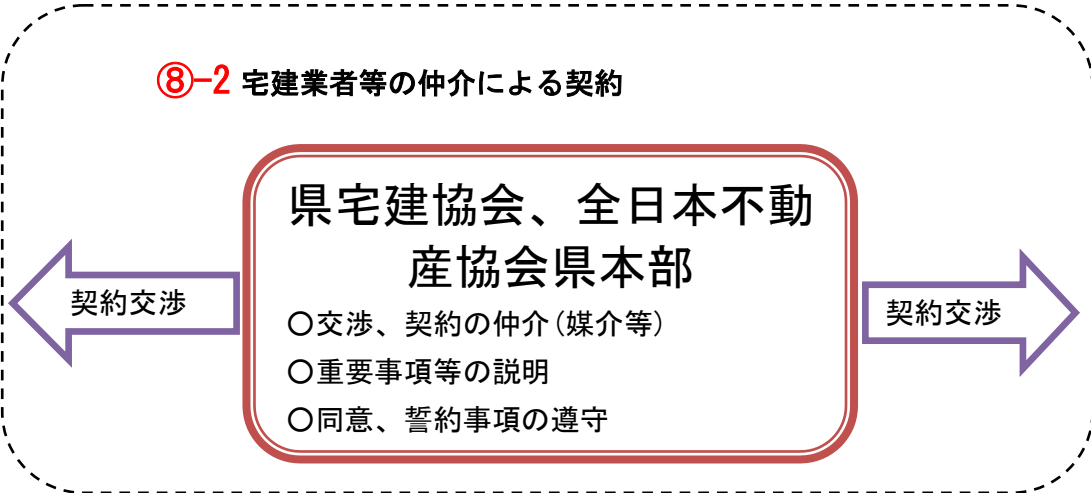 ⑧-2 宅建業者等の仲介による契約
県宅建協会、全日本不動
産協会県本部
契約交渉
契約交渉
〇交渉、契約の仲介(媒介等)
〇重要事項等の説明
〇同意、誓約事項の遵守